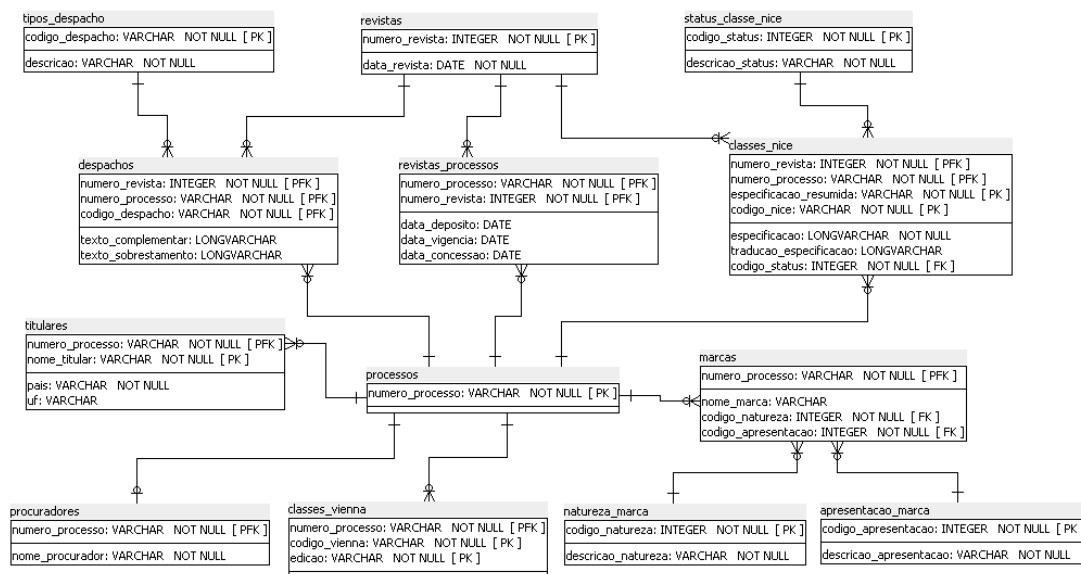 tipos_despacho
codigo_despacho: VARCHAR NOT NULL [ PK ]
descricao: VARCHAR NOT NULL
revistas
numero_revista: INTEGER NOT NULL [ PK ]
data_revista: DATE NOT NULL
status_classe_nice
codigo_status: INTEGER NOT NULL [ PK ]
descricao_status: VARCHAR NOT NULL
despachos
numero_revista: INTEGER NOT NULL [ PFK ]
numero_processo: VARCHAR NOT NULL [ PFK ]
codigo_despacho: VARCHAR NOT NULL [ PFK ]
texto_complementar: LONGVARCHAR
texto_sobrestamento: LONGVARCHAR
revistas_processos
numero_processo: VARCHAR NOT NULL [ PFK ]
numero_revista: INTEGER NOT NULL [ PFK ]
data_deposito: DATE
data_vigencia: DATE
data_concessao: DATE
classes_nice
numero_revista: INTEGER NOT NULL [ PFK ]
numero_processo: VARCHAR NOT NULL [ PFK ]
especificacao_resumida: VARCHAR NOT NULL [ PK ]
codigo_nice: VARCHAR NOT NULL [ PK ]
especificacao: LONGVARCHAR NOT NULL
traducao_especificacao: LONGVARCHAR
codigo_status: INTEGER NOT NULL [ FK ]
titulares
numero_processo: VARCHAR NOT NULL [ PFK ]
nome_titular: VARCHAR NOT NULL [ PK ]
pais: VARCHAR NOT NULL
uf: VARCHAR
processos
numero_processo: VARCHAR NOT NULL [ PK ]
marcas
numero_processo: VARCHAR NOT NULL [ PFK ]
nome_marca: VARCHAR
codigo_natureza: INTEGER NOT NULL [ FK ]
codigo_apresentacao: INTEGER NOT NULL [ FK ]
procuradores
numero_processo: VARCHAR NOT NULL [ PFK ]
nome_procurador: VARCHAR NOT NULL
classes_vienna
numero_processo: VARCHAR NOT NULL [ PFK ]
codigo_vienna: VARCHAR NOT NULL [ PK ]
edicao: VARCHAR NOT NULL [ PK ]
natureza_marca
codigo_natureza: INTEGER NOT NULL [ PK ]
descricao_natureza: VARCHAR NOT NULL
apresentacao_marca
codigo_apresentacao: INTEGER NOT NULL [ PK ]
descricao_apresentacao: VARCHAR NOT NULL